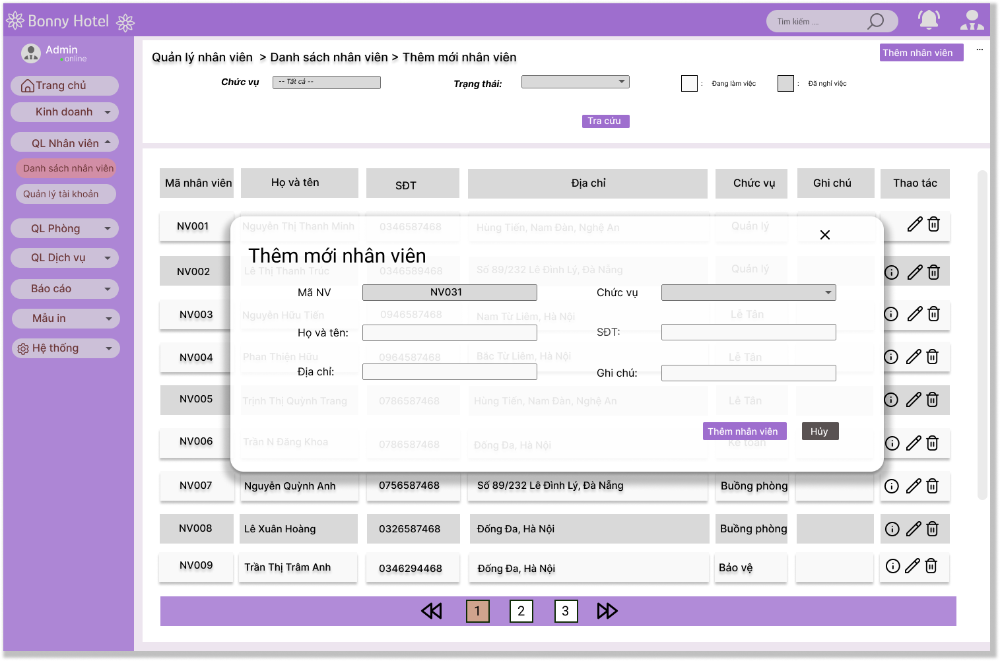 Bonny Hotel
Tìm kiếm ....
Admin
online
Trang chủ
Kinh doanh
QL Nhân viên
Danh sách nhân viên
Quản lý tài khoản
QL Phòng
QL Dịch vụ
Báo cáo
Mẫu in
Hệ thống
Quản lý nhân viên > Danh sách nhân viên > Thêm mới nhân viên
Thêm nhân viên
...
Chức vụ
-- Tất cả --
Trạng thái:
: Đang làm việc
: Đã nghỉ việc
Tra cứu
Mã nhân viên Họ và tên SĐT Địa chỉ Chức vụ Ghi chú Thao tác
NV001 Nguyễn Thị Thanh Minh 0346587468 Hùng Tiến, Nam Đàn, Nghệ An Quản lý
NV002 Lê Thị Thanh Trúc 0346589468 Số 89/232 Lê Đình Lý, Đà Nẵng Quản lý
NV003 Nguyễn Hữu Tiến 0946587468 Nam Từ Liêm, Hà Nội Lễ Tân
NV004 Phan Thiện Hữu 0964587468 Bắc Từ Liêm, Hà Nội Lễ Tân
NV005 Trịnh Thị Quỳnh Trang 0786587468 Hùng Tiến, Nam Đàn, Nghệ An Lễ Tân
NV006 Trần N Đăng Khoa 0786587468 Đống Đa, Hà Nội Kế toán
NV007 Nguyễn Quỳnh Anh 0756587468 Số 89/232 Lê Đình Lý, Đà Nẵng Buồng phòng
NV008 Lê Xuân Hoàng 0326587468 Đống Đa, Hà Nội Buồng phòng
NV009 Trần Thị Trâm Anh 0346294468 Đống Đa, Hà Nội Bảo vệ
Thêm mới nhân viên
Mã NV NV031 Chức vụ
Họ và tên: SĐT:
Địa chỉ: Ghi chú:
Thêm nhân viên Hủy
1 2 3